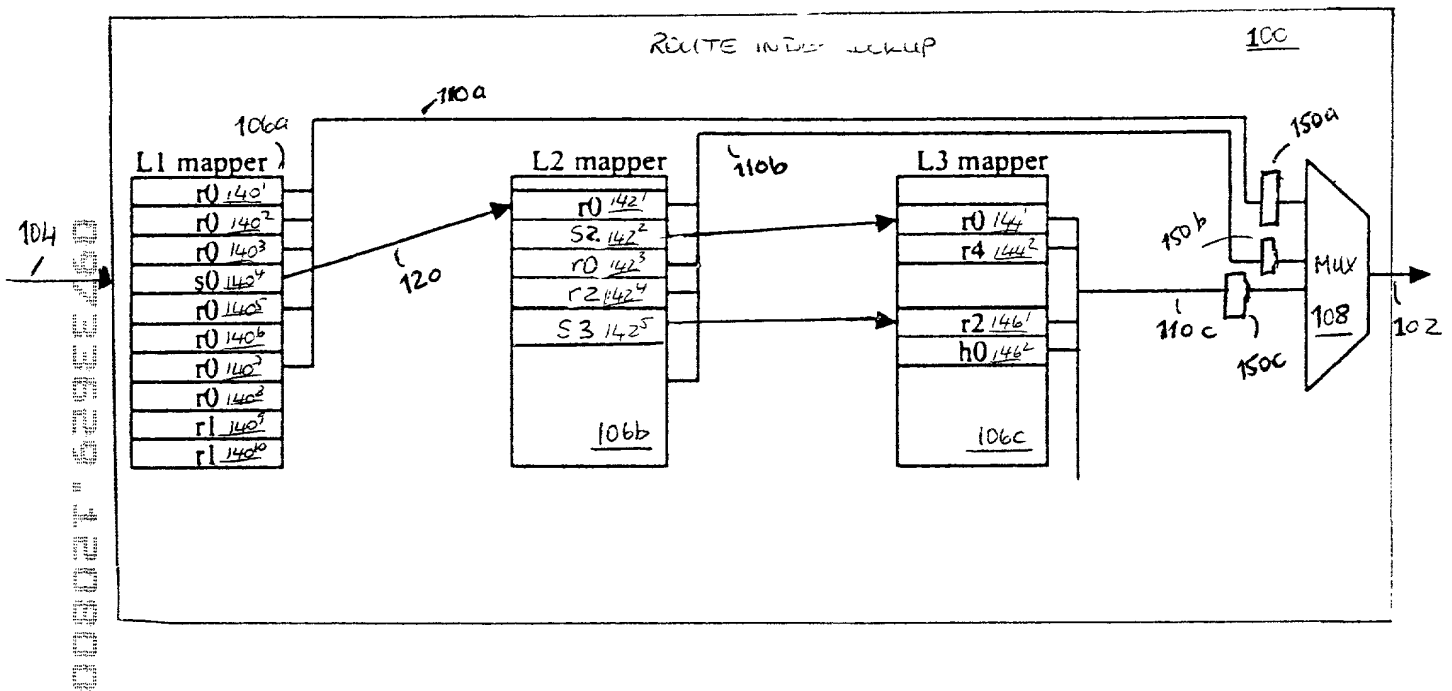 ROUTE
100
110a
106a
150a
L1 mapper
L2 mapper
110b
L3 mapper
r0 140¹
r0 140²
r0 140³
s0 140⁴
r0 140⁵
r0 140⁶
r0 140⁷
r0 140⁸
r1 140⁹
r1 140¹⁰
104
120
r0 142¹
S2 142²
r0 142³
r2 142⁴
S3 142⁵
106b
r0 144¹
r4 144²
r2 146¹
h0 146²
106c
150b
110c
150c
MUX
108
102